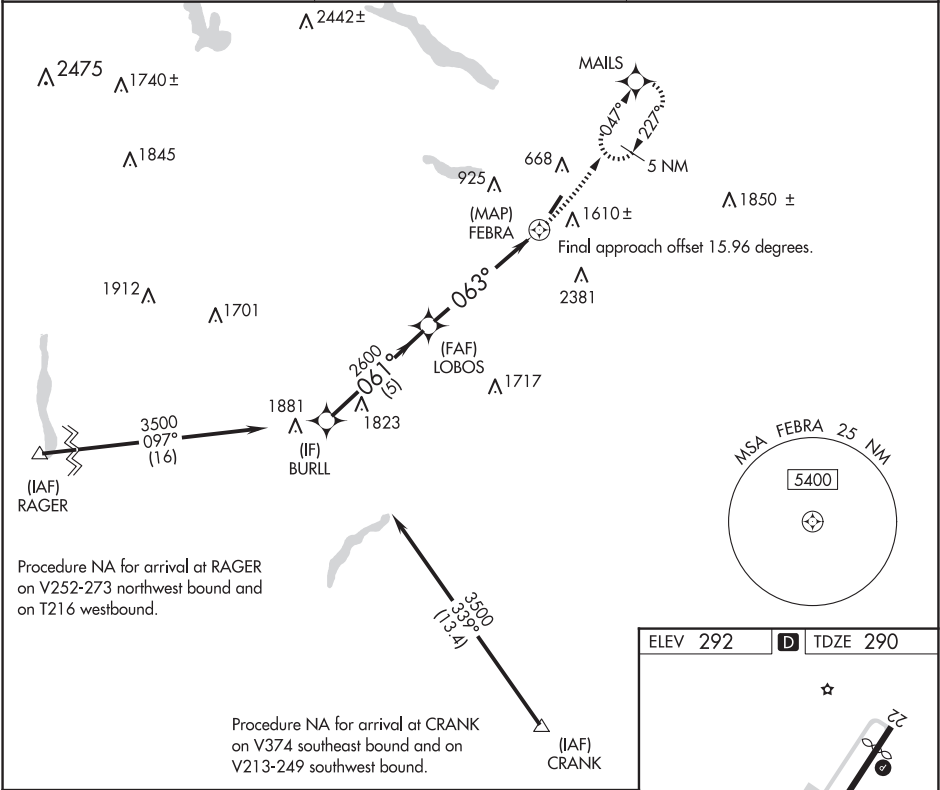 2442±
2475
1740±
MAILS
047°
227°
1845
668
5 NM
925
1850 ±
(MAP)
FEBRA
1610±
Final approach offset 15.96 degrees.
2381
1912
1701
063°
(FAF)
LOBOS
2600
061°
(5)
1717
1881
1823
3500
097°
(16)
(IF)
BURLL
(IAF)
RAGER
MSA FEBRA 25 NM
5400
Procedure NA for arrival at RAGER
on V252-273 northwest bound and
on T216 westbound.
3500
339°
(13.4)
Procedure NA for arrival at CRANK
on V374 southeast bound and on
V213-249 southwest bound.
(IAF)
CRANK
ELEV 292 D TDZE 290
22
P